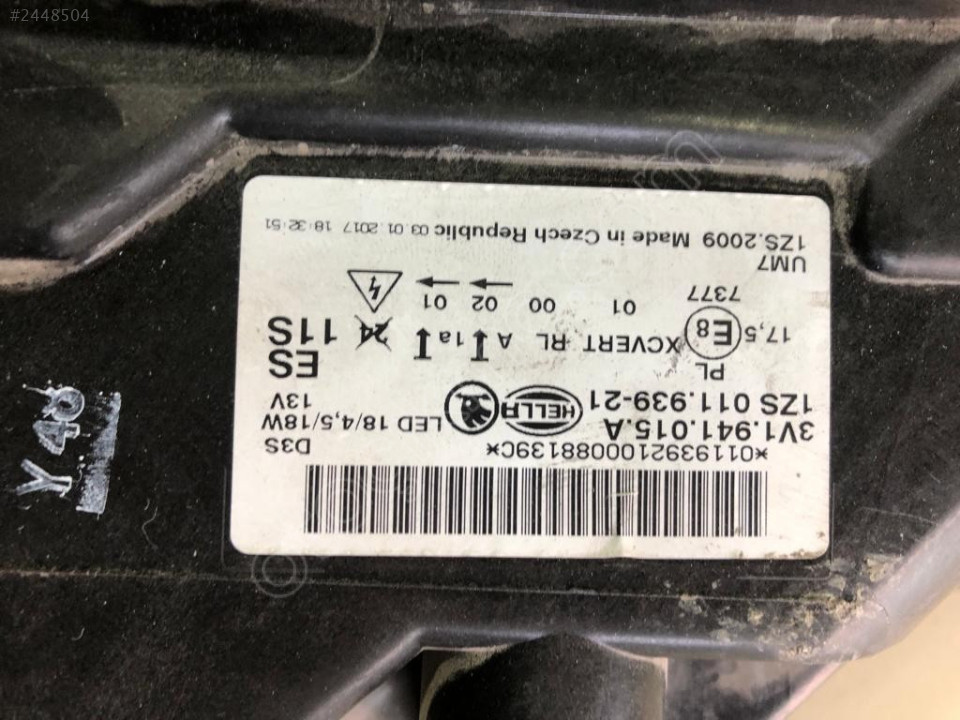 #2448504
*0119392100088139C*
3V1.941.015.A
D3S
1ZS 011.939-21
HELLA
LED 18/4,5/18W
13V
PL
ES
17,5
E8
XCVERT RL A 1a
24 11S
7377
01 00 02 01
UM7
1ZS.2009 Made in Czech Republic 03.01.2017 18:32:51
Y 48